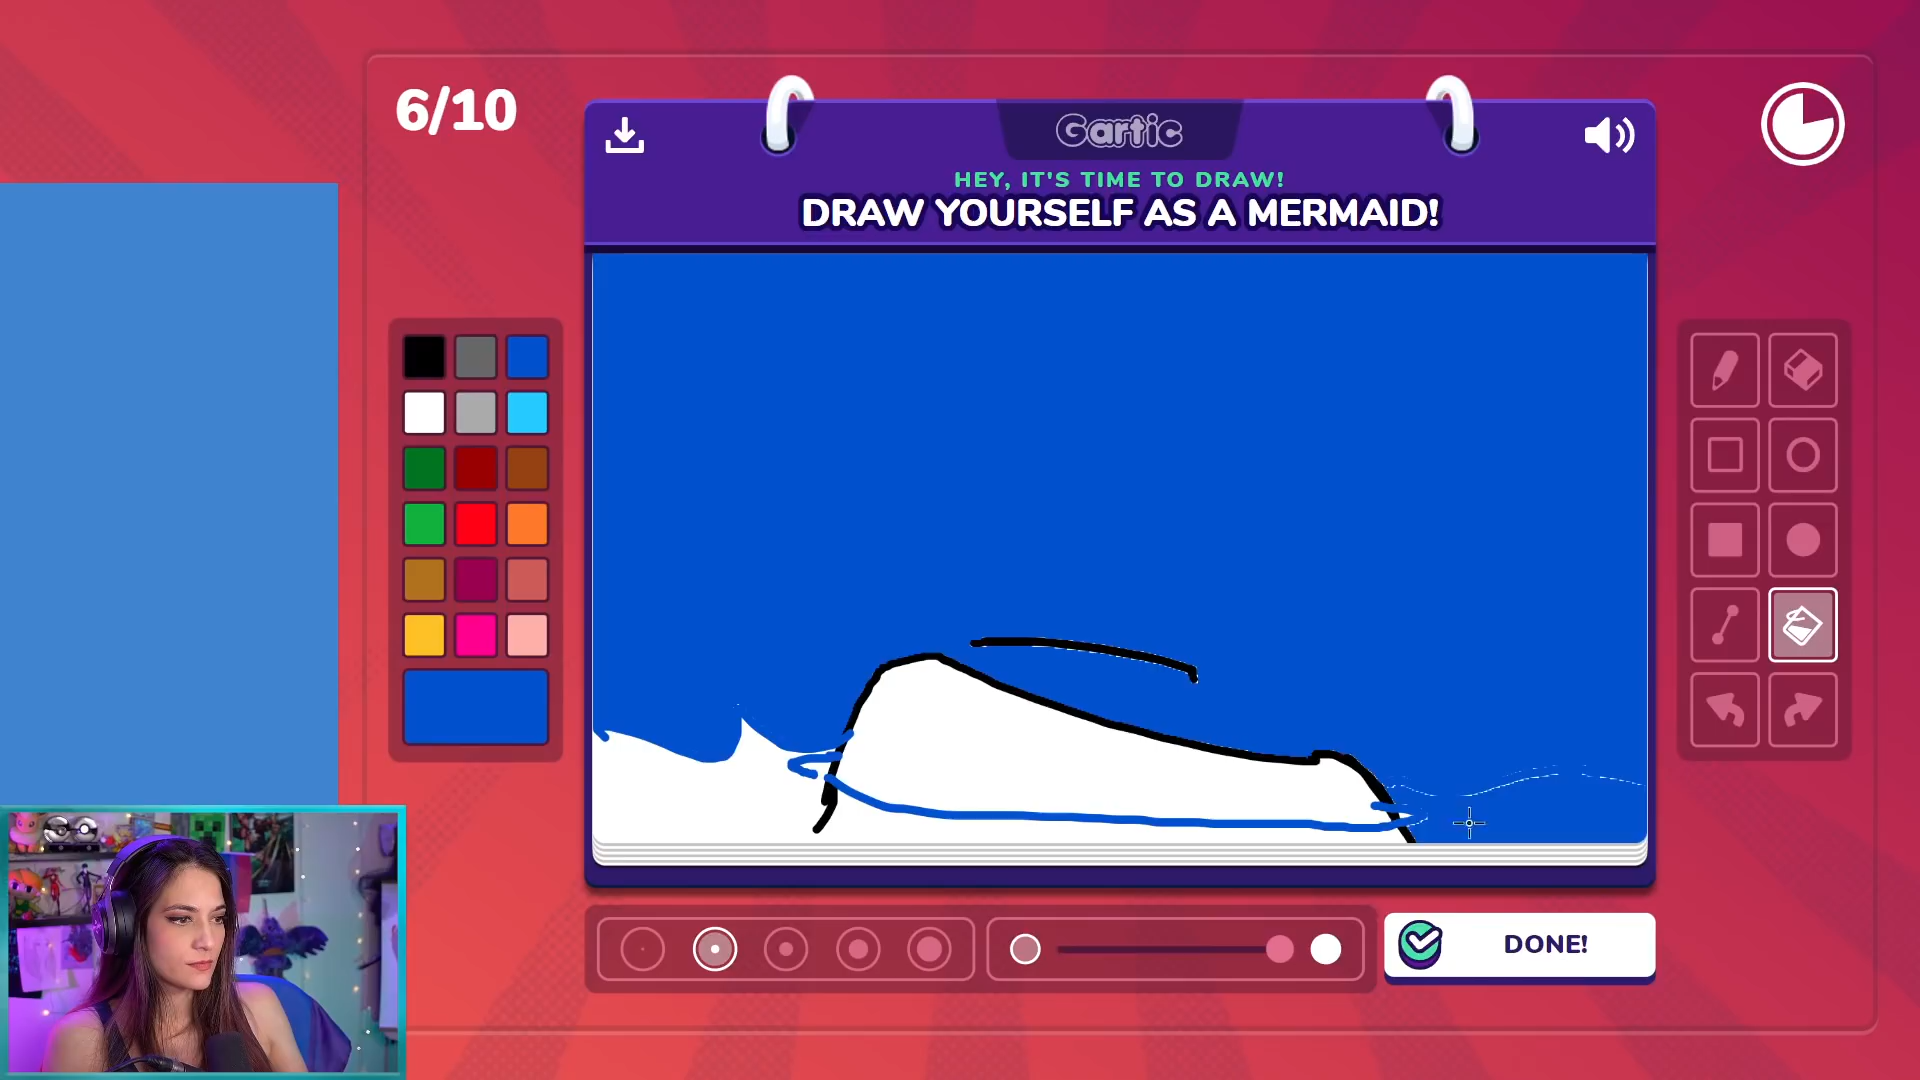 6/10
Gartic
HEY, IT'S TIME TO DRAW!
DRAW YOURSELF AS A MERMAID!
DONE!